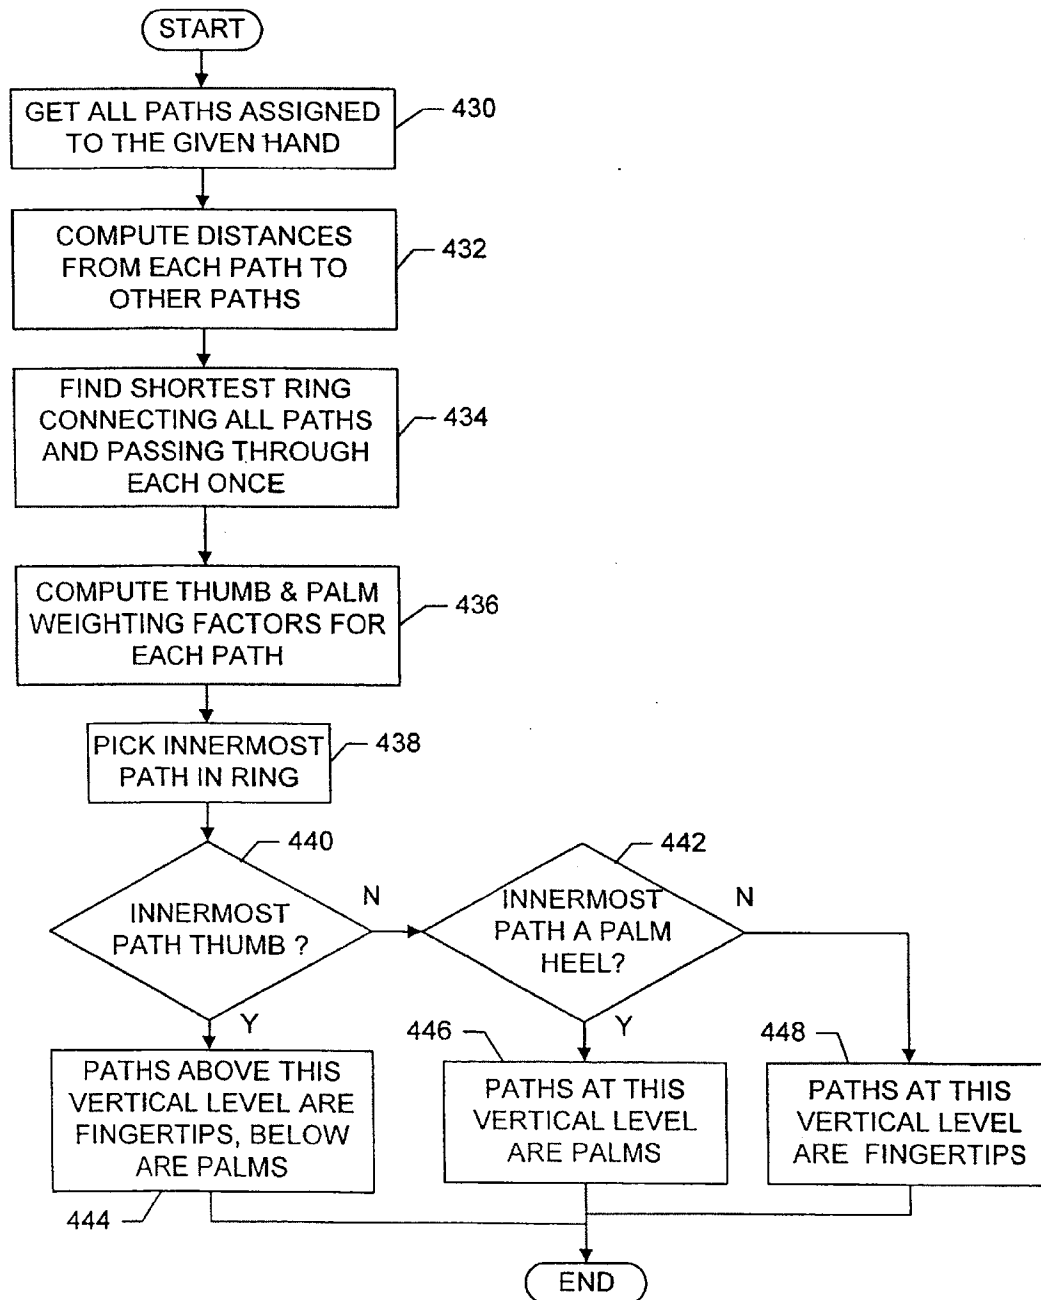 START
GET ALL PATHS ASSIGNED
TO THE GIVEN HAND
430
COMPUTE DISTANCES
FROM EACH PATH TO
OTHER PATHS
432
FIND SHORTEST RING
CONNECTING ALL PATHS
AND PASSING THROUGH
EACH ONCE
434
COMPUTE THUMB & PALM
WEIGHTING FACTORS FOR
EACH PATH
436
PICK INNERMOST
PATH IN RING
438
440
INNERMOST
PATH THUMB ?
N
Y
442
INNERMOST
PATH A PALM
HEEL?
N
Y
PATHS ABOVE THIS
VERTICAL LEVEL ARE
FINGERTIPS, BELOW
ARE PALMS
444
446
PATHS AT THIS
VERTICAL LEVEL
ARE PALMS
448
PATHS AT THIS
VERTICAL LEVEL
ARE FINGERTIPS
END